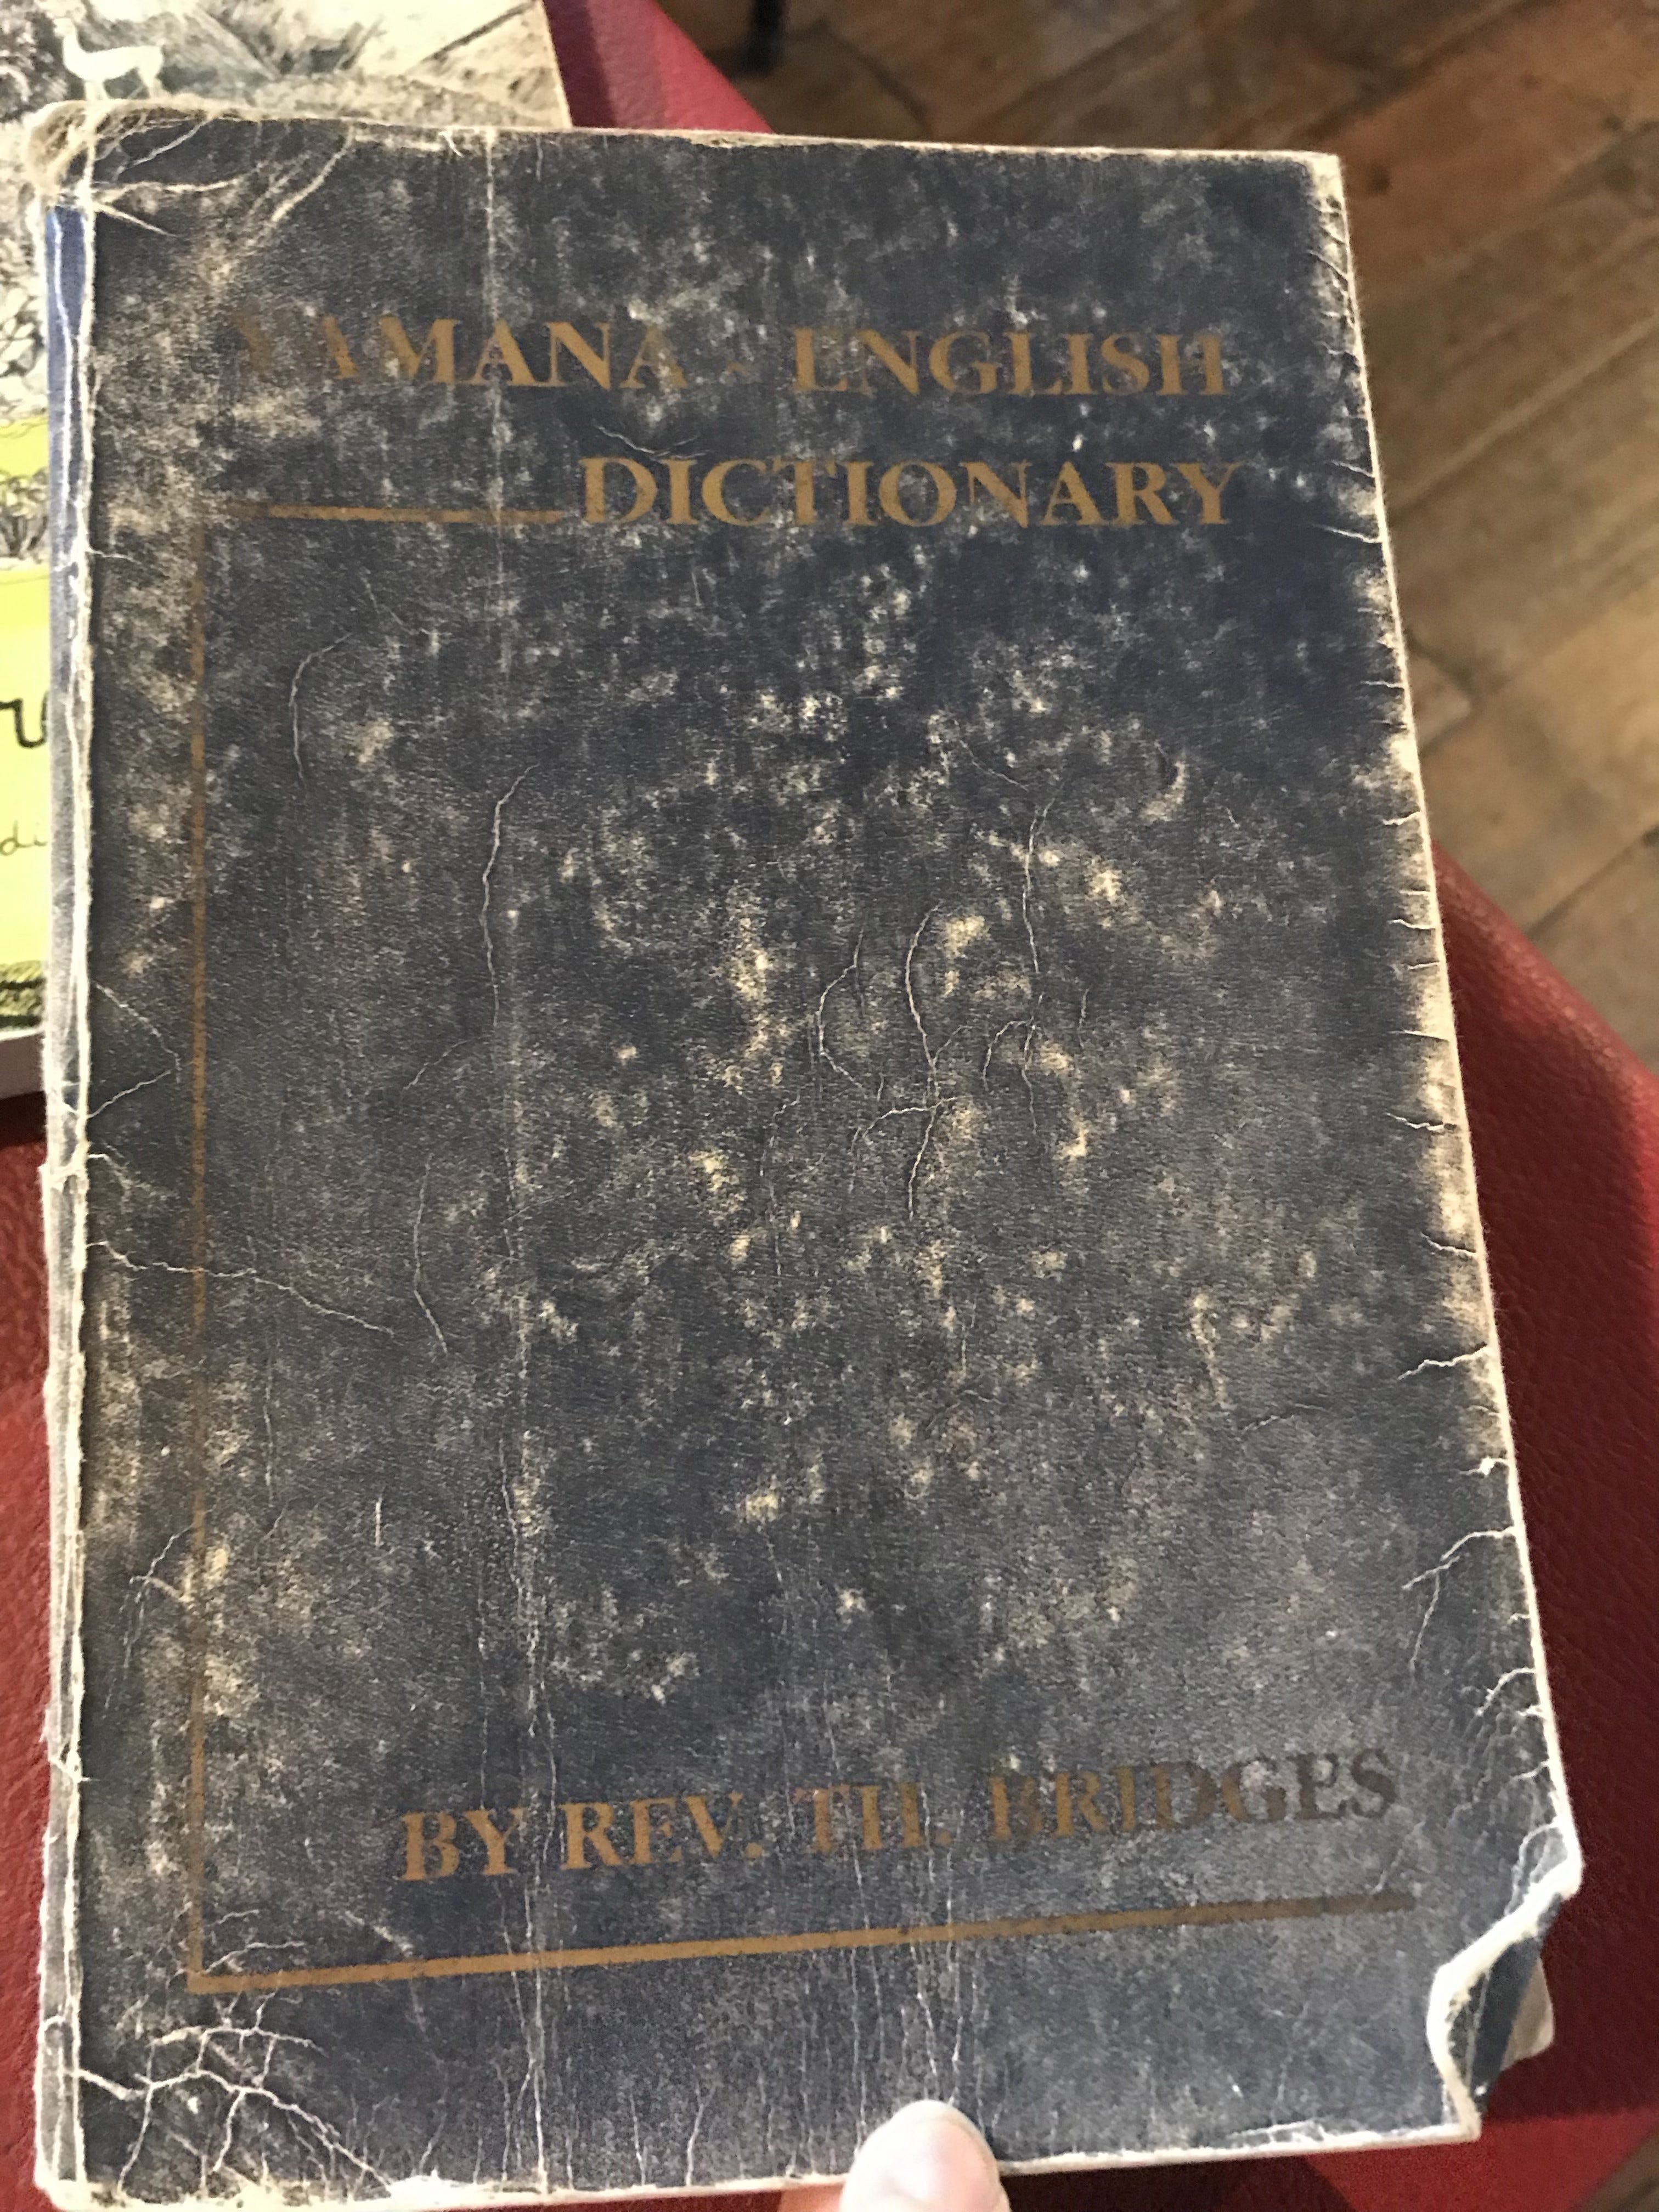 YAMANA - ENGLISH
DICTIONARY
BY REV. TH. BRIDGES